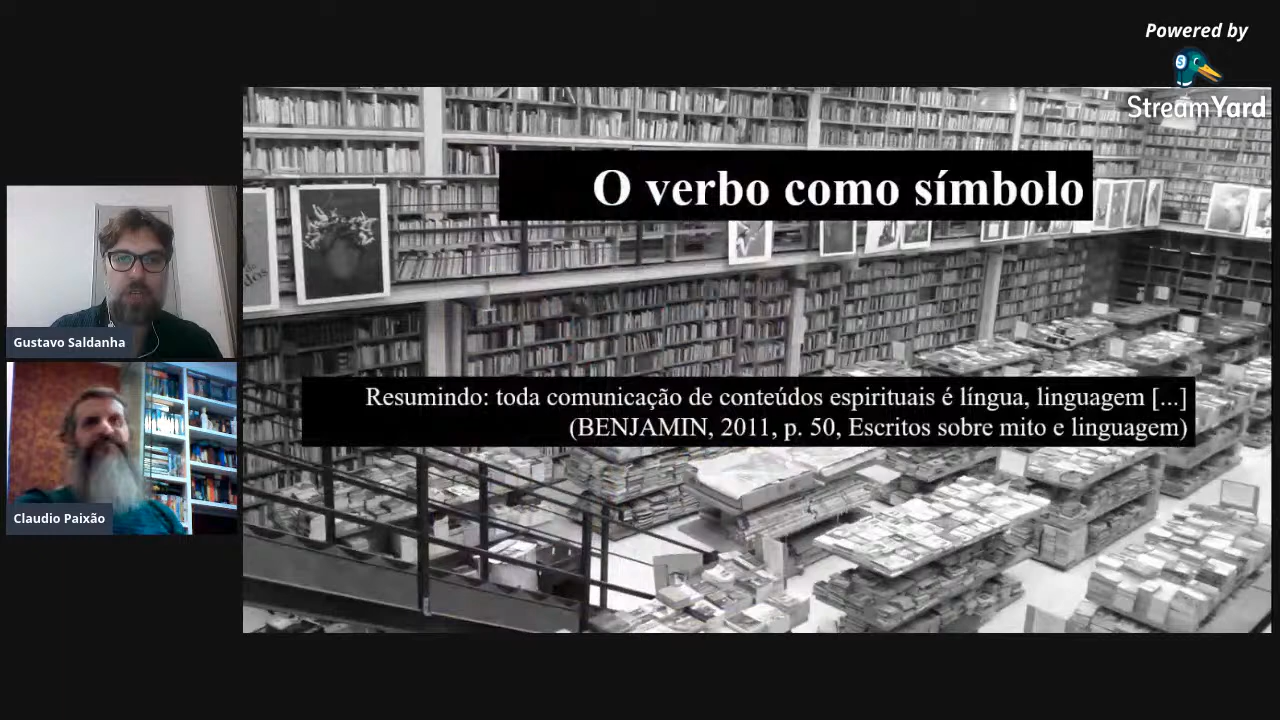 Powered by
StreamYard
O verbo como símbolo
Gustavo Saldanha
Resumindo: toda comunicação de conteúdos espirituais é língua, linguagem [...]
(BENJAMIN, 2011, p. 50, Escritos sobre mito e linguagem)
Claudio Paixão